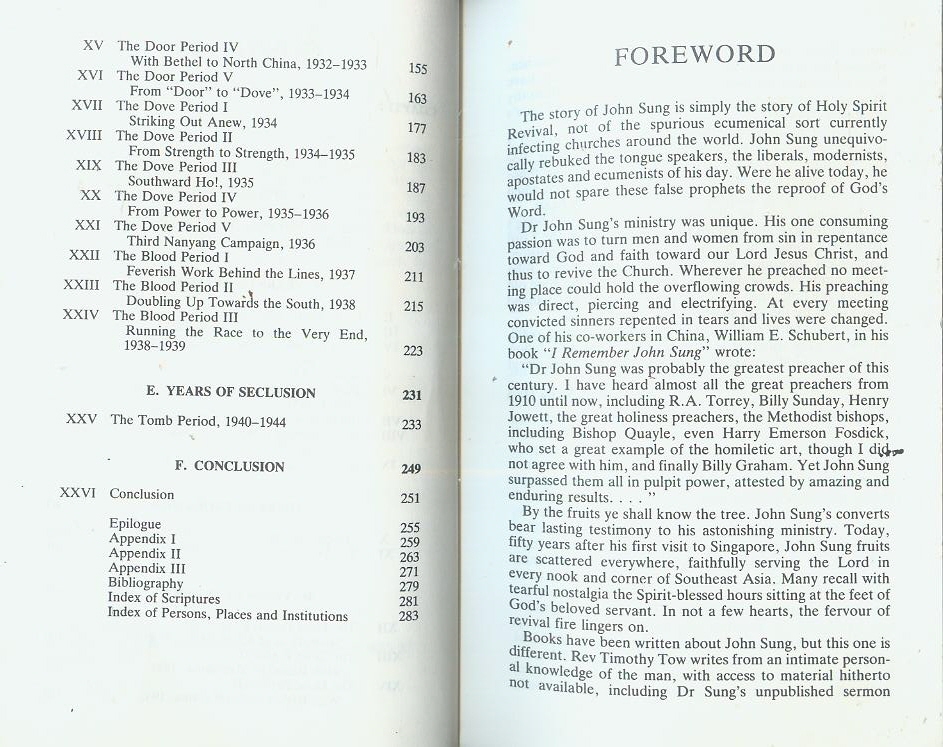 XV The Door Period IV
With Bethel to North China, 1932–1933 155
XVI The Door Period V
From “Door” to “Dove”, 1933–1934 163
XVII The Dove Period I
Striking Out Anew, 1934 177
XVIII The Dove Period II
From Strength to Strength, 1934–1935 183
XIX The Dove Period III
Southward Ho!, 1935 187
XX The Dove Period IV
From Power to Power, 1935–1936 193
XXI The Dove Period V
Third Nanyang Campaign, 1936 203
XXII The Blood Period I
Feverish Work Behind the Lines, 1937 211
XXIII The Blood Period II
Doubling Up Towards the South, 1938 215
XXIV The Blood Period III
Running the Race to the Very End,
1938–1939 223
E. YEARS OF SECLUSION 231
XXV The Tomb Period, 1940–1944 233
F. CONCLUSION 249
XXVI Conclusion 251
Epilogue 255
Appendix I 259
Appendix II 263
Appendix III 271
Bibliography 279
Index of Scriptures 281
Index of Persons, Places and Institutions 283
FOREWORD
The story of John Sung is simply the story of Holy Spirit
Revival, not of the spurious ecumenical sort currently
infecting churches around the world. John Sung unequivo-
cally rebuked the tongue speakers, the liberals, modernists,
apostates and ecumenists of his day. Were he alive today, he
would not spare these false prophets the reproof of God's
Word.
Dr John Sung's ministry was unique. His one consuming
passion was to turn men and women from sin in repentance
toward God and faith toward our Lord Jesus Christ, and
thus to revive the Church. Wherever he preached no meet-
ing place could hold the overflowing crowds. His preaching
was direct, piercing and electrifying. At every meeting
convicted sinners repented in tears and lives were changed.
One of his co-workers in China, William E. Schubert, in his
book “I Remember John Sung” wrote:
“Dr John Sung was probably the greatest preacher of this
century. I have heard almost all the great preachers from
1910 until now, including R.A. Torrey, Billy Sunday, Henry
Jowett, the great holiness preachers, the Methodist bishops,
including Bishop Quayle, even Harry Emerson Fosdick,
who set a great example of the homiletic art, though I did
not agree with him, and finally Billy Graham. Yet John Sung
surpassed them all in pulpit power, attested by amazing and
enduring results. . . . ”
By the fruits ye shall know the tree. John Sung's converts
bear lasting testimony to his astonishing ministry. Today,
fifty years after his first visit to Singapore, John Sung fruits
are scattered everywhere, faithfully serving the Lord in
every nook and corner of Southeast Asia. Many recall with
tearful nostalgia the Spirit-blessed hours sitting at the feet of
God's beloved servant. In not a few hearts, the fervour of
revival fire lingers on.
Books have been written about John Sung, but this one is
different. Rev Timothy Tow writes from an intimate person-
al knowledge of the man, with access to material hitherto
not available, including Dr Sung's unpublished sermon